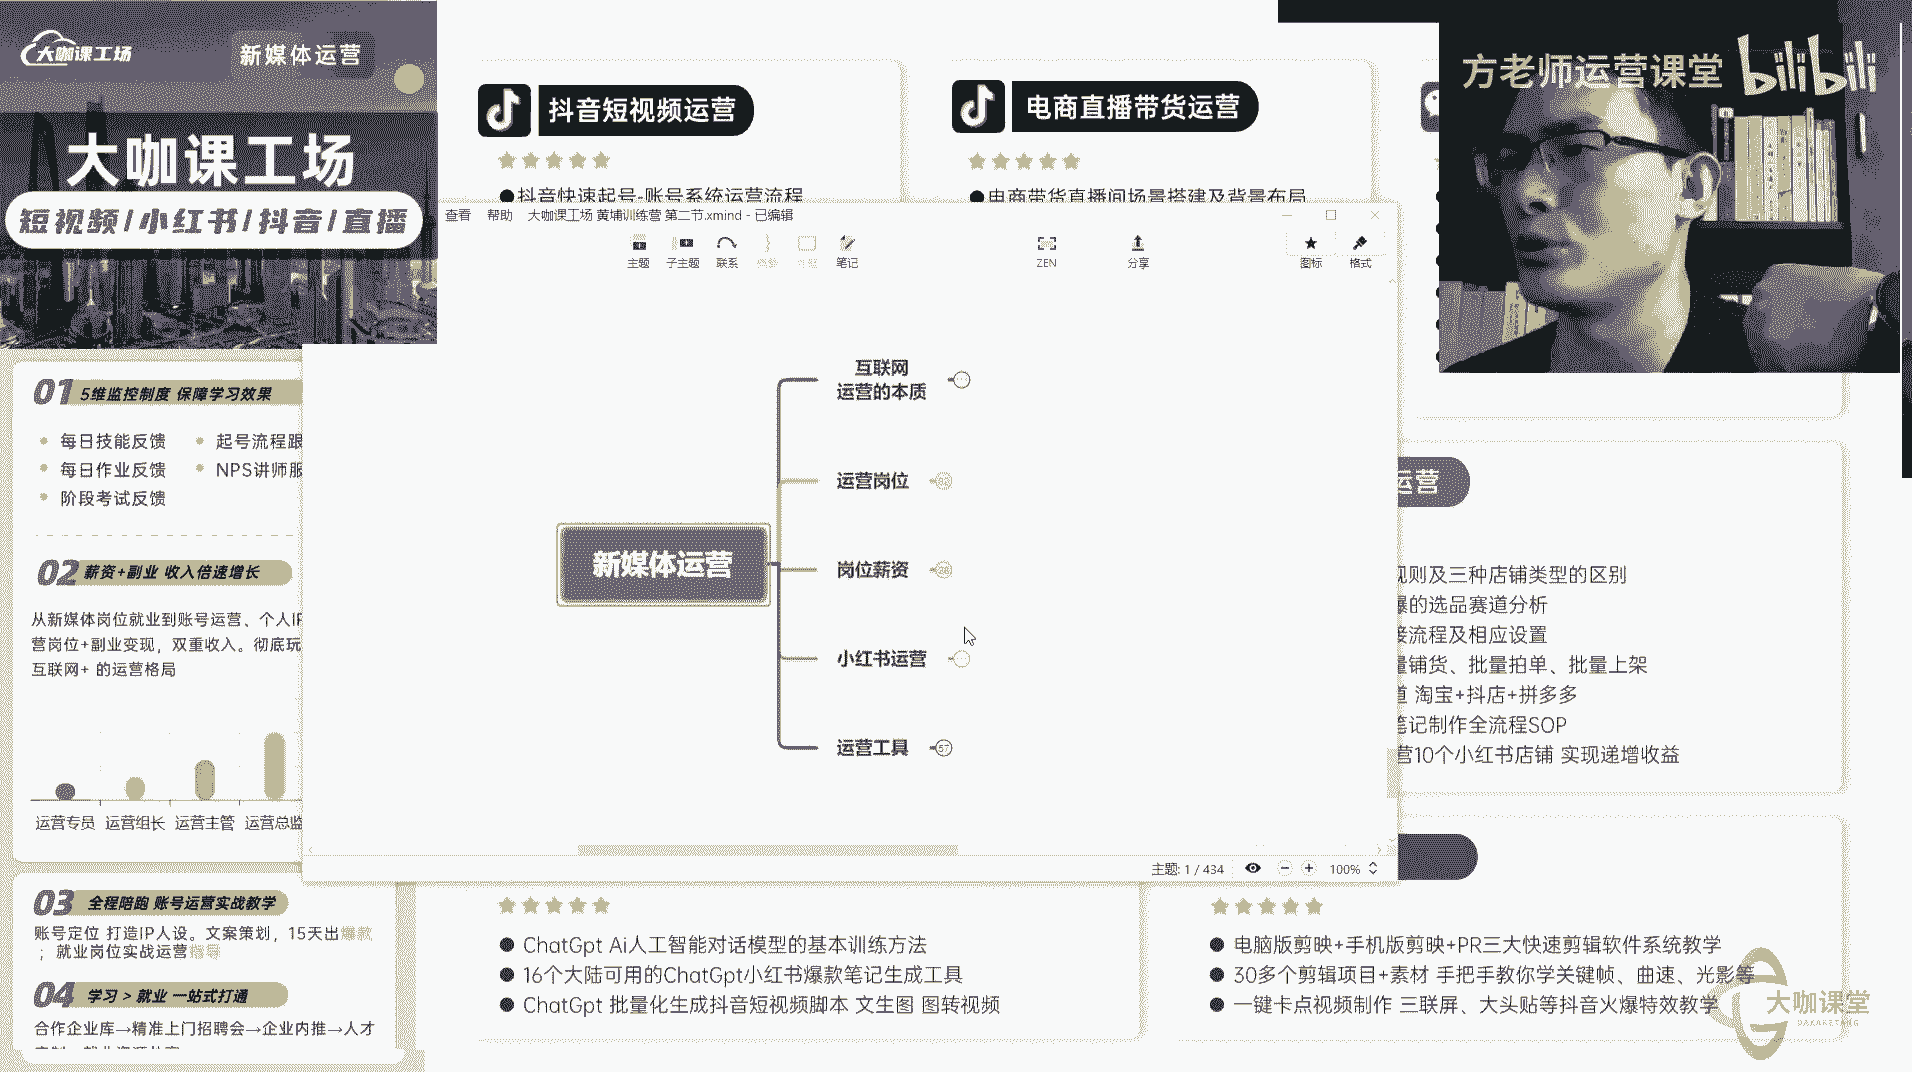 大咖课工场
新媒体运营
大咖课工场
短视频/小红书/抖音/直播
抖音短视频运营
抖音快速起号-账号系统运营流程
电商直播带货运营
电商带货直播间场景搭建及背景布局
方老师运营课堂 bilibili
查看 帮助 大咖课工场 黄埔训练营 第二节.xmind - 已编辑
主题 子主题 联系 笔记 ZEN 分享 图标 格式
互联网
运营的本质
运营岗位
新媒体运营
岗位薪资
小红书运营
运营工具
57
主题: 1 / 434
100%
01 5维监控制度 保障学习效果
每日技能反馈
起号流程跟
每日作业反馈
NPS讲师服
阶段考试反馈
02 薪资+副业 收入倍速增长
从新媒体岗位就业到账号运营、个人IP
营岗位+副业变现，双重收入。彻底玩
互联网+ 的运营格局
运营专员 运营组长 运营主管 运营总监
03 全程陪跑 账号运营实战教学
账号定位 打造IP人设。文案策划，15天出爆款
；就业岗位实战运营指导
04 学习 > 就业 一站式打通
合作企业库→精准上门招聘会→企业内推→人才
运营
规则及三种店铺类型的区别
爆的选品赛道分析
接流程及相应设置
量铺货、批量拍单、批量上架
道 淘宝+抖店+拼多多
笔记制作全流程SOP
营10个小红书店铺 实现递增收益
ChatGpt Ai人工智能对话模型的基本训练方法
16个大陆可用的ChatGpt小红书爆款笔记生成工具
ChatGpt 批量化生成抖音短视频脚本 文生图 图转视频
电脑版剪映+手机版剪映+PR三大快速剪辑软件系统教学
30多个剪辑项目+素材 手把手教你学关键帧、曲速、光影等
一键卡点视频制作 三联屏、大头贴等抖音火爆特效教学
大咖课堂
DAKAKETANG